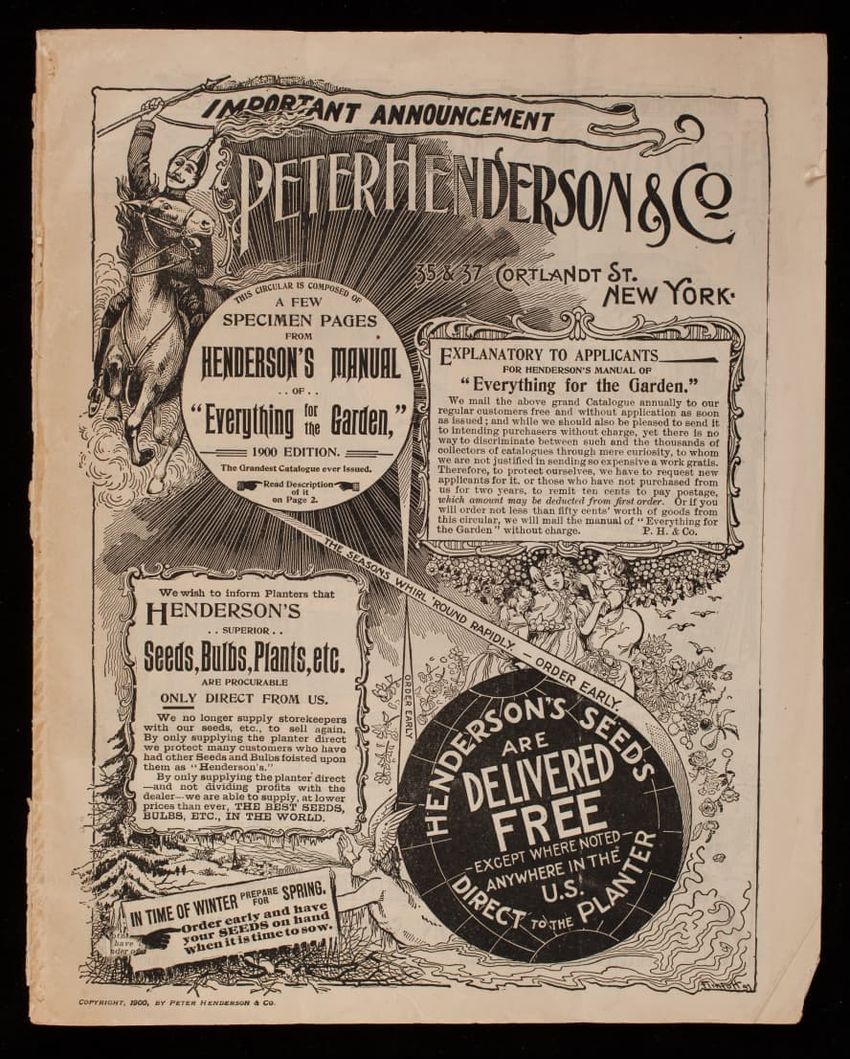 IMPORTANT ANNOUNCEMENT
PETER HENDERSON & CO
35 & 37 CORTLANDT ST.
NEW YORK.
THIS CIRCULAR IS COMPOSED OF
A FEW
SPECIMEN PAGES
FROM
HENDERSON'S MANUAL
. . OF . .
"Everything for the Garden,"
1900 EDITION.
The Grandest Catalogue ever Issued.
Read Description
of it
on Page 2.
EXPLANATORY TO APPLICANTS
FOR HENDERSON'S MANUAL OF
"Everything for the Garden."
We mail the above grand Catalogue annually to our
regular customers free and without application as soon
as issued; and while we should also be pleased to send it
to intending purchasers without charge, yet there is no
way to discriminate between such and the thousands of
collectors of catalogues through mere curiosity, to whom
we are not justified in sending so expensive a work gratis.
Therefore, to protect ourselves, we have to request new
applicants for it, or those who have not purchased from
us for two years, to remit ten cents to pay postage,
which amount may be deducted from first order. Or if you
will order not less than fifty cents' worth of goods from
this circular, we will mail the manual of "Everything for
the Garden" without charge. P. H. & Co.
THE SEASONS WHIRL 'ROUND RAPIDLY. — ORDER EARLY.
ORDER EARLY
We wish to inform Planters that
HENDERSON'S
. . SUPERIOR . .
Seeds, Bulbs, Plants, etc.
ARE PROCURABLE
ONLY DIRECT FROM US.
We no longer supply storekeepers
with our seeds, etc., to sell again.
By only supplying the planter direct
we protect many customers who have
had other Seeds and Bulbs foisted upon
them as "Henderson's."
By only supplying the planter direct
—and not dividing profits with the
dealer—we are able to supply, at lower
prices than ever, THE BEST SEEDS,
BULBS, ETC., IN THE WORLD.
HENDERSON'S SEEDS
ARE
DELIVERED
FREE
—EXCEPT WHERE NOTED—
ANYWHERE IN THE
U.S.
DIRECT TO THE PLANTER
IN TIME OF WINTER PREPARE FOR SPRING.
Order early and have
your SEEDS on hand
when it is time to sow.
COPYRIGHT, 1900, BY PETER HENDERSON & CO.